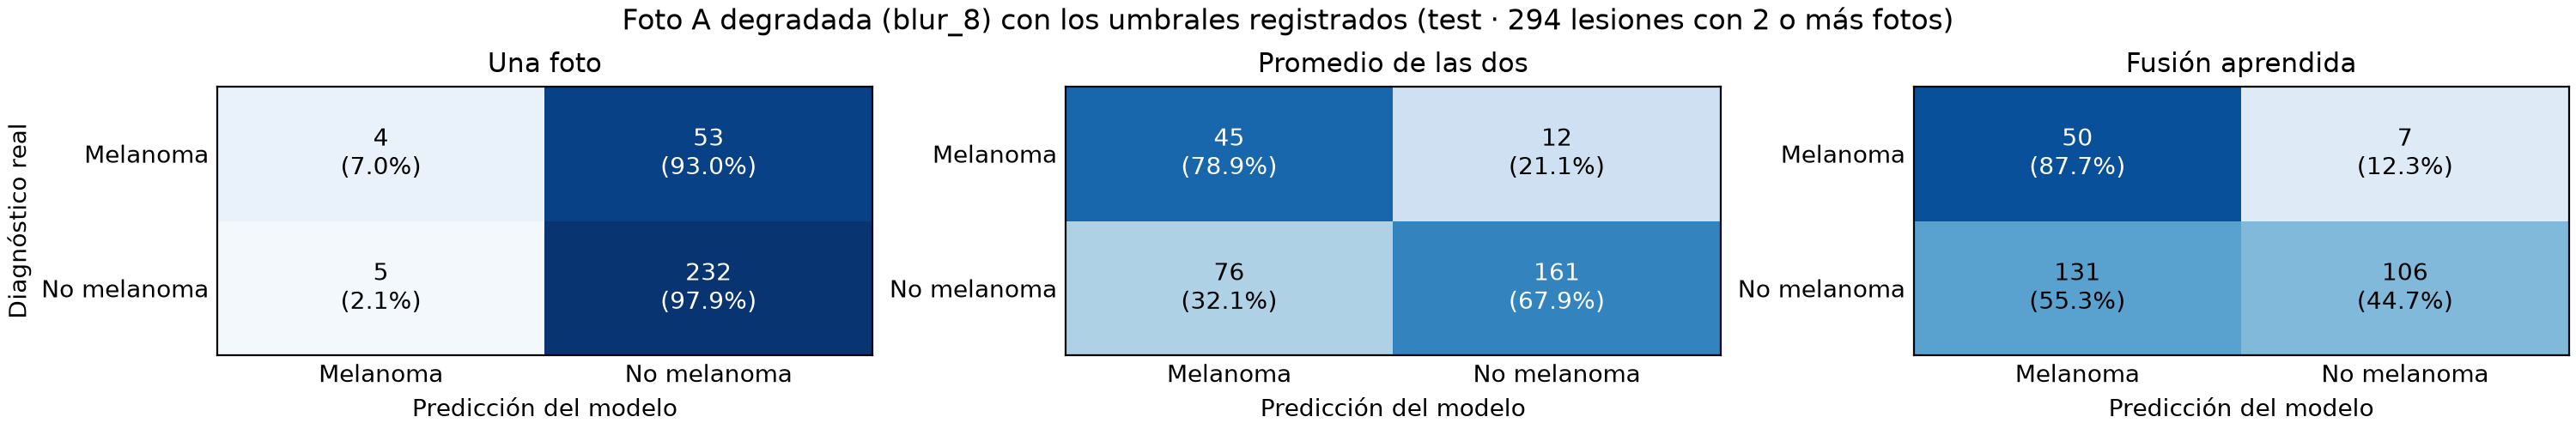 Foto A degradada (blur_8) con los umbrales registrados (test · 294 lesiones con 2 o más fotos)
Una foto
Diagnóstico real
Melanoma
No melanoma
4
(7.0%)
53
(93.0%)
5
(2.1%)
232
(97.9%)
Melanoma
No melanoma
Predicción del modelo
Promedio de las dos
Melanoma
No melanoma
45
(78.9%)
12
(21.1%)
76
(32.1%)
161
(67.9%)
Melanoma
No melanoma
Predicción del modelo
Fusión aprendida
Melanoma
No melanoma
50
(87.7%)
7
(12.3%)
131
(55.3%)
106
(44.7%)
Melanoma
No melanoma
Predicción del modelo